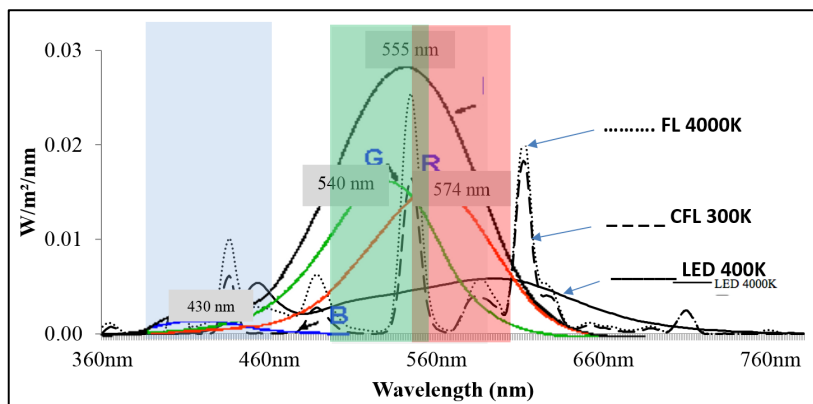 0.03
0.02
0.01
0.00
W/m²/nm
555 nm
I
G
R
540 nm
574 nm
430 nm
B
FL 4000K
CFL 300K
LED 400K
LED 4000K
360nm
460nm
560nm
660nm
760nm
Wavelength (nm)